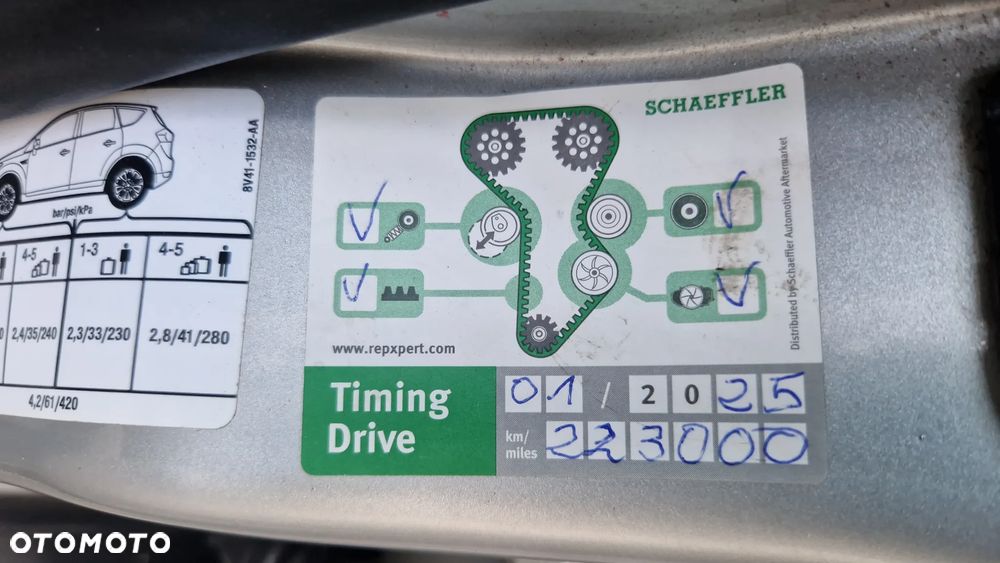 8V41-1532-AA
bar/psi/kPa
4-5 1-3 4-5
2,4/35/240 2,3/33/230 2,8/41/280
4,2/61/420
SCHAEFFLER
Distributed by Schaeffler Automotive Aftermarket
www.repxpert.com
Timing
Drive
01 / 2025
km/
miles
223000
OTOMOTO